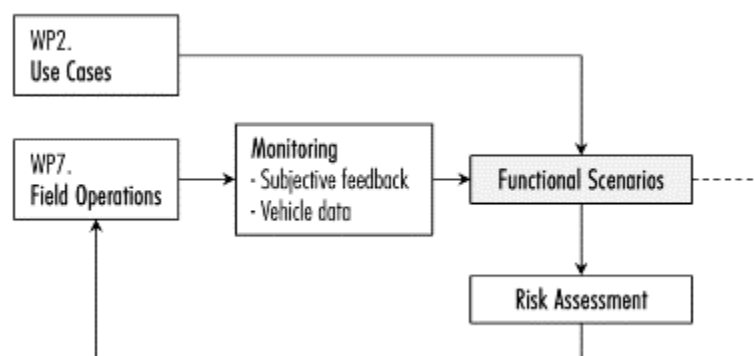 WP2.
Use Cases
WP7.
Field Operations
Monitoring
- Subjective feedback
- Vehicle data
Functional Scenarios
Risk Assessment